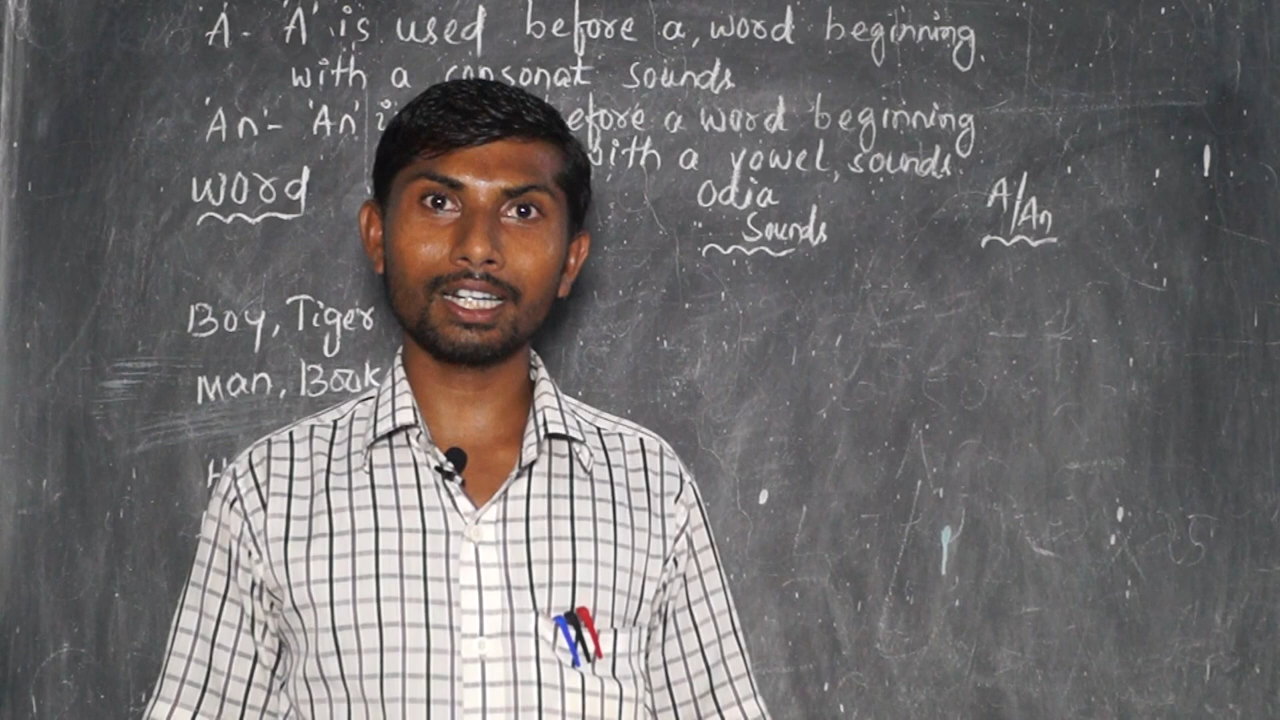 'A'- 'A' is used before a, word beginning
with a consonat sounds
'An'- 'An' before a word beginning
with a vowel, sounds.
word
Odia
Sounds
A/An
Boy, Tiger
Man, Book
H